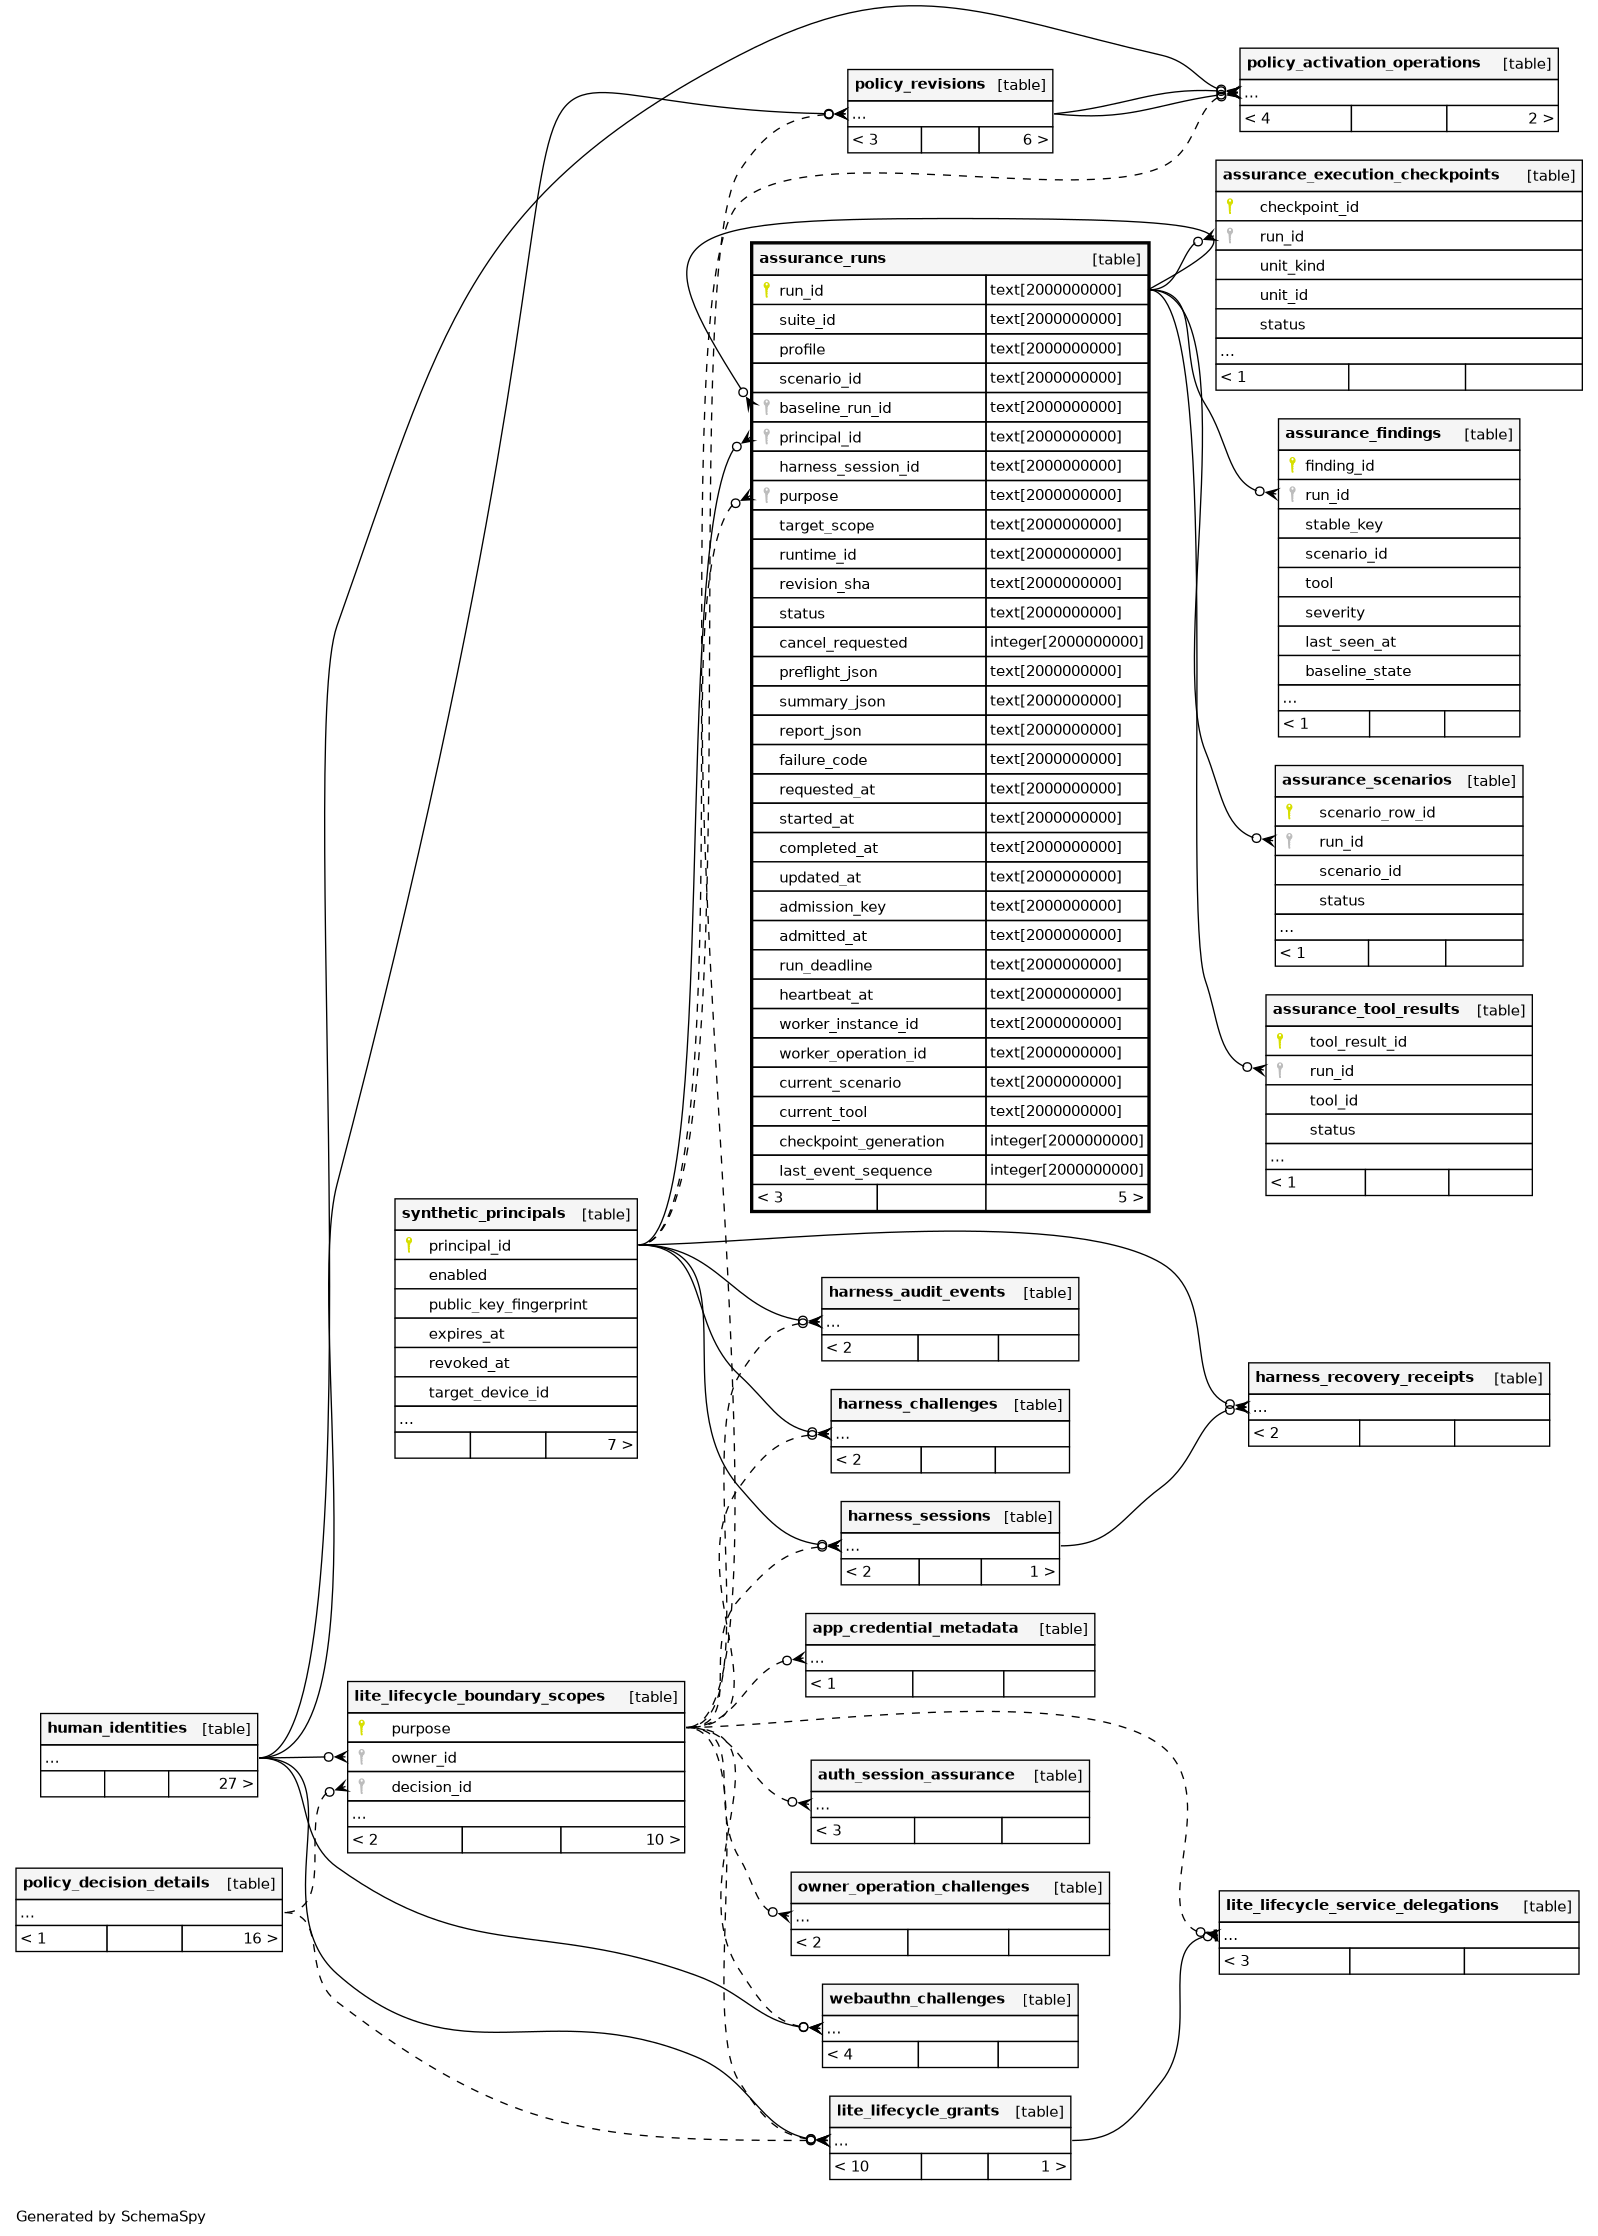 policy_activation_operations [table]
...
< 4 2 >
policy_revisions [table]
...
< 3 6 >
assurance_execution_checkpoints [table]
checkpoint_id
run_id
unit_kind
unit_id
status
...
< 1
assurance_runs [table]
run_id text[2000000000]
suite_id text[2000000000]
profile text[2000000000]
scenario_id text[2000000000]
baseline_run_id text[2000000000]
principal_id text[2000000000]
harness_session_id text[2000000000]
purpose text[2000000000]
target_scope text[2000000000]
runtime_id text[2000000000]
revision_sha text[2000000000]
status text[2000000000]
cancel_requested integer[2000000000]
preflight_json text[2000000000]
summary_json text[2000000000]
report_json text[2000000000]
failure_code text[2000000000]
requested_at text[2000000000]
started_at text[2000000000]
completed_at text[2000000000]
updated_at text[2000000000]
admission_key text[2000000000]
admitted_at text[2000000000]
run_deadline text[2000000000]
heartbeat_at text[2000000000]
worker_instance_id text[2000000000]
worker_operation_id text[2000000000]
current_scenario text[2000000000]
current_tool text[2000000000]
checkpoint_generation integer[2000000000]
last_event_sequence integer[2000000000]
< 3 5 >
assurance_findings [table]
finding_id
run_id
stable_key
scenario_id
tool
severity
last_seen_at
baseline_state
...
< 1
assurance_scenarios [table]
scenario_row_id
run_id
scenario_id
status
...
< 1
assurance_tool_results [table]
tool_result_id
run_id
tool_id
status
...
< 1
synthetic_principals [table]
principal_id
enabled
public_key_fingerprint
expires_at
revoked_at
target_device_id
...
7 >
harness_audit_events [table]
...
< 2
harness_recovery_receipts [table]
...
< 2
harness_challenges [table]
...
< 2
harness_sessions [table]
...
< 2 1 >
app_credential_metadata [table]
...
< 1
lite_lifecycle_boundary_scopes [table]
purpose
owner_id
decision_id
...
< 2 10 >
human_identities [table]
...
27 >
auth_session_assurance [table]
...
< 3
policy_decision_details [table]
...
< 1 16 >
owner_operation_challenges [table]
...
< 2
lite_lifecycle_service_delegations [table]
...
< 3
webauthn_challenges [table]
...
< 4
lite_lifecycle_grants [table]
...
< 10 1 >
Generated by SchemaSpy